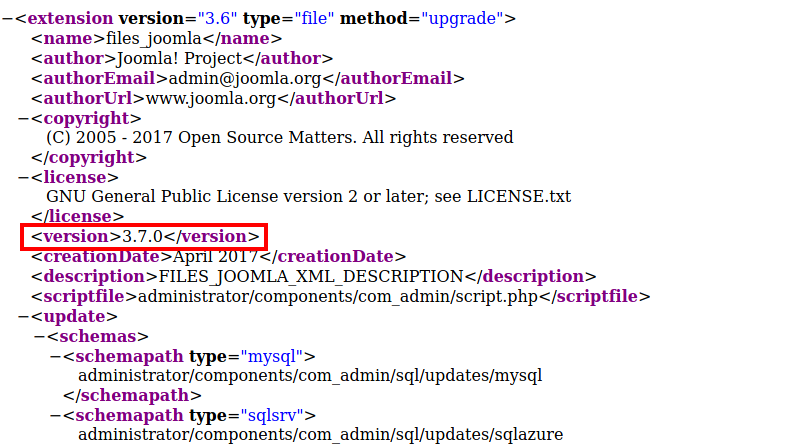 −<extension version="3.6" type="file" method="upgrade">
<name>files_joomla</name>
<author>Joomla! Project</author>
<authorEmail>admin@joomla.org</authorEmail>
<authorUrl>www.joomla.org</authorUrl>
−<copyright>
(C) 2005 - 2017 Open Source Matters. All rights reserved
</copyright>
−<license>
GNU General Public License version 2 or later; see LICENSE.txt
</license>
<version>3.7.0</version>
<creationDate>April 2017</creationDate>
<description>FILES_JOOMLA_XML_DESCRIPTION</description>
<scriptfile>administrator/components/com_admin/script.php</scriptfile>
−<update>
−<schemas>
−<schemapath type="mysql">
administrator/components/com_admin/sql/updates/mysql
</schemapath>
−<schemapath type="sqlsrv">
administrator/components/com_admin/sql/updates/sqlazure